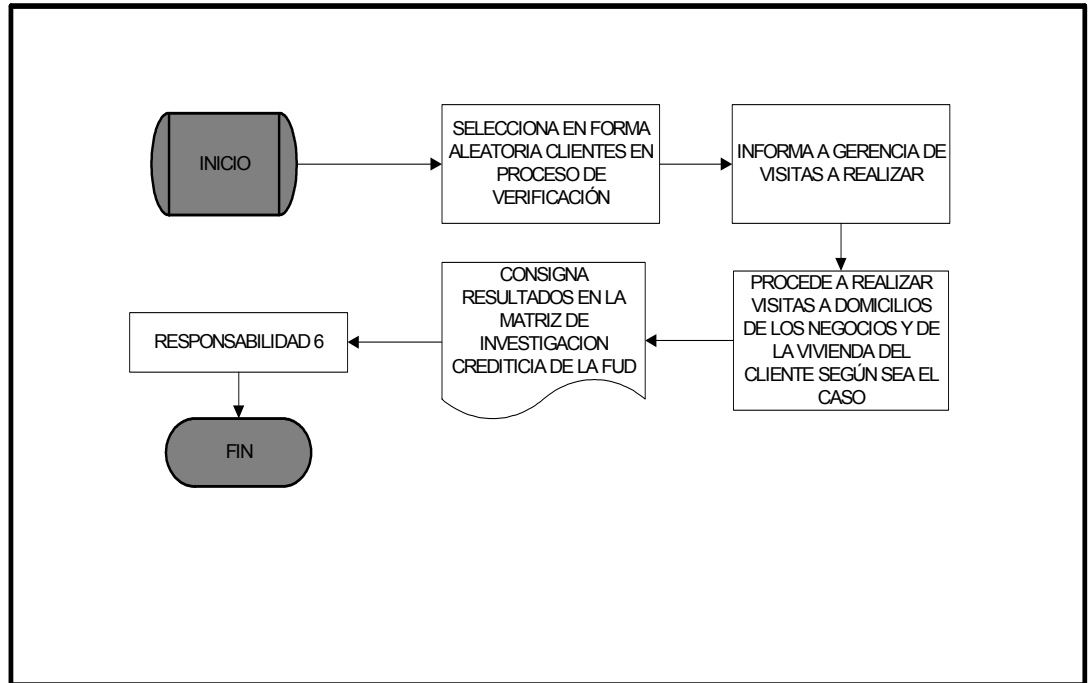 INICIO
SELECCIONA EN FORMA
ALEATORIA CLIENTES EN
PROCESO DE
VERIFICACIÓN
INFORMA A GERENCIA DE
VISITAS A REALIZAR
PROCEDE A REALIZAR
VISITAS A DOMICILIOS
DE LOS NEGOCIOS Y DE
LA VIVIENDA DEL
CLIENTE SEGÚN SEA EL
CASO
CONSIGNA
RESULTADOS EN LA
MATRIZ DE
INVESTIGACION
CREDITICIA DE LA FUD
RESPONSABILIDAD 6
FIN